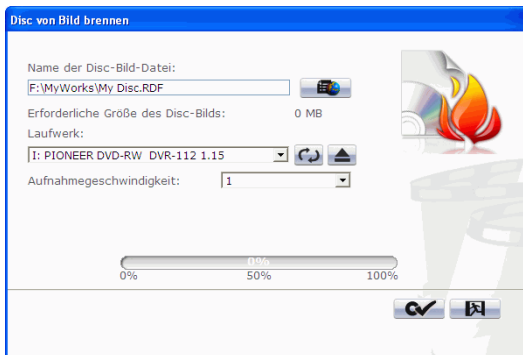 Disc von Bild brennen
Name der Disc-Bild-Datei:
F:\MyWorks\My Disc.RDF
Erforderliche Größe des Disc-Bilds: 0 MB
Laufwerk:
I: PIONEER DVD-RW DVR-112 1.15
Aufnahmegeschwindigkeit: 1
0%
0% 50% 100%